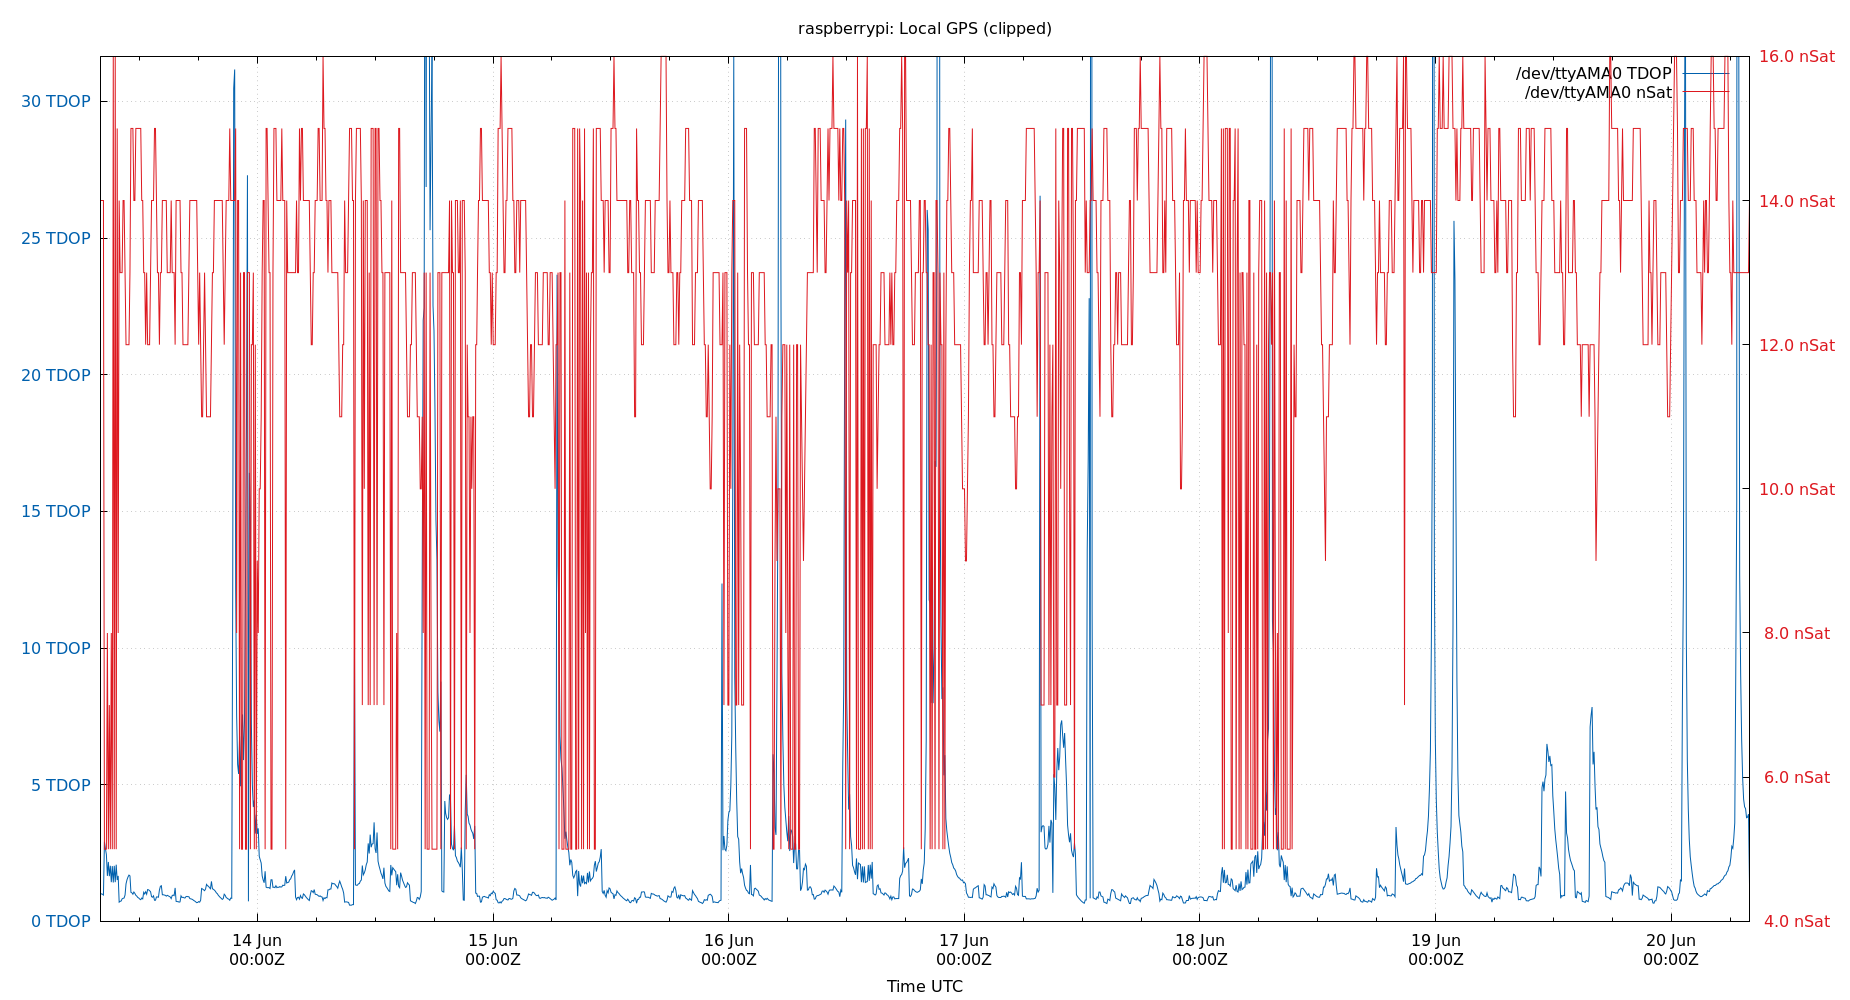 raspberrypi: Local GPS (clipped)
16.0 nSat
/dev/ttyAMA0 TDOP
/dev/ttyAMA0 nSat
30 TDOP
25 TDOP
14.0 nSat
20 TDOP
12.0 nSat
15 TDOP
10.0 nSat
10 TDOP
8.0 nSat
5 TDOP
6.0 nSat
0 TDOP
4.0 nSat
14 Jun 15 Jun 16 Jun 17 Jun 18 Jun 19 Jun 20 Jun
00:00Z 00:00Z 00:00Z 00:00Z 00:00Z 00:00Z 00:00Z
Time UTC